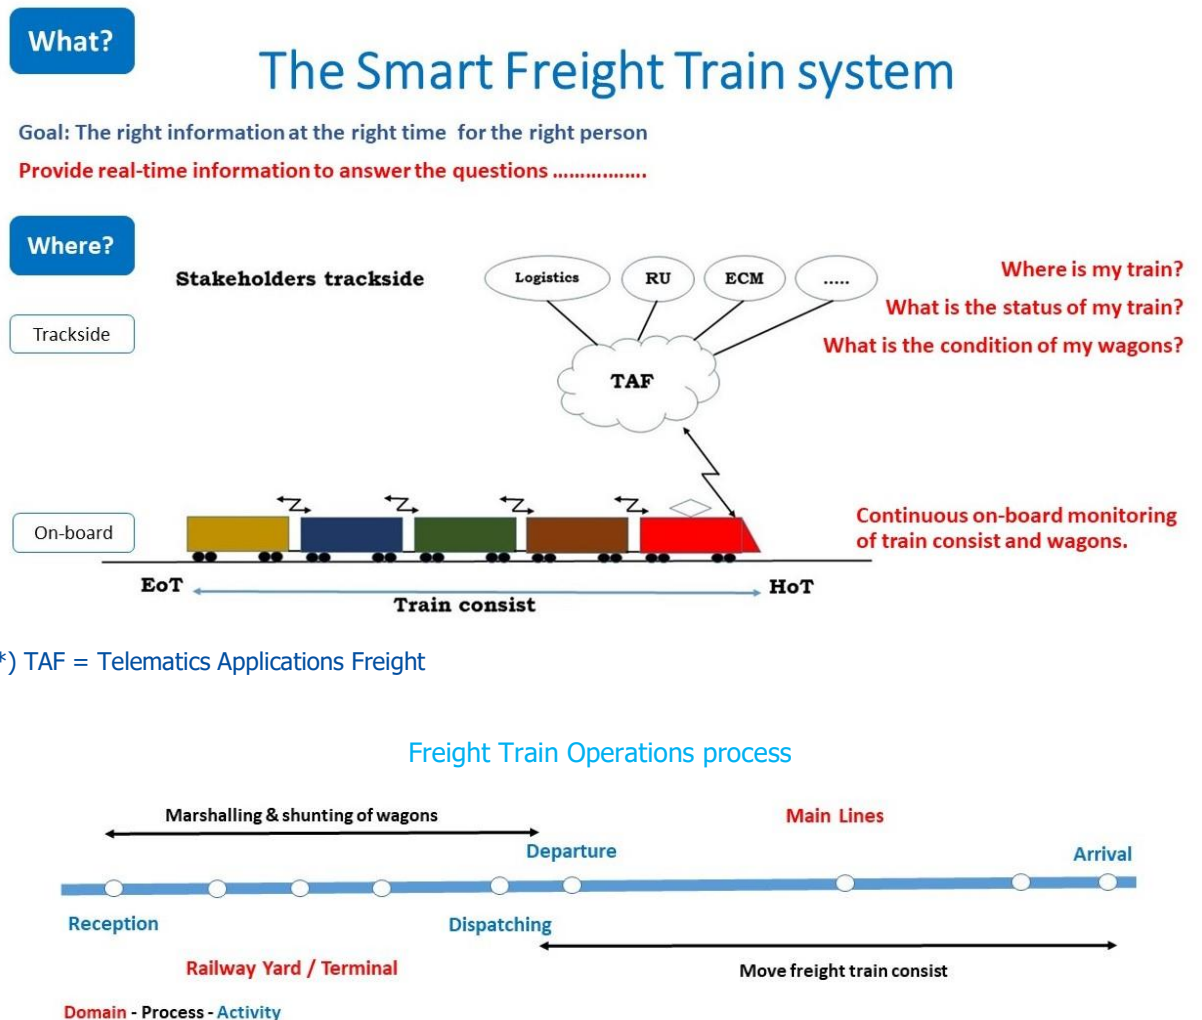 What?
The Smart Freight Train system
Goal: The right information at the right time for the right person
Provide real-time information to answer the questions .................
Where?
Stakeholders trackside
Logistics
RU
ECM
.....
Where is my train?
What is the status of my train?
What is the condition of my wagons?
Trackside
TAF
On-board
Continuous on-board monitoring
of train consist and wagons.
EoT
HoT
Train consist
*) TAF = Telematics Applications Freight
Freight Train Operations process
Marshalling & shunting of wagons
Main Lines
Departure
Arrival
Reception
Dispatching
Railway Yard / Terminal
Move freight train consist
Domain - Process - Activity